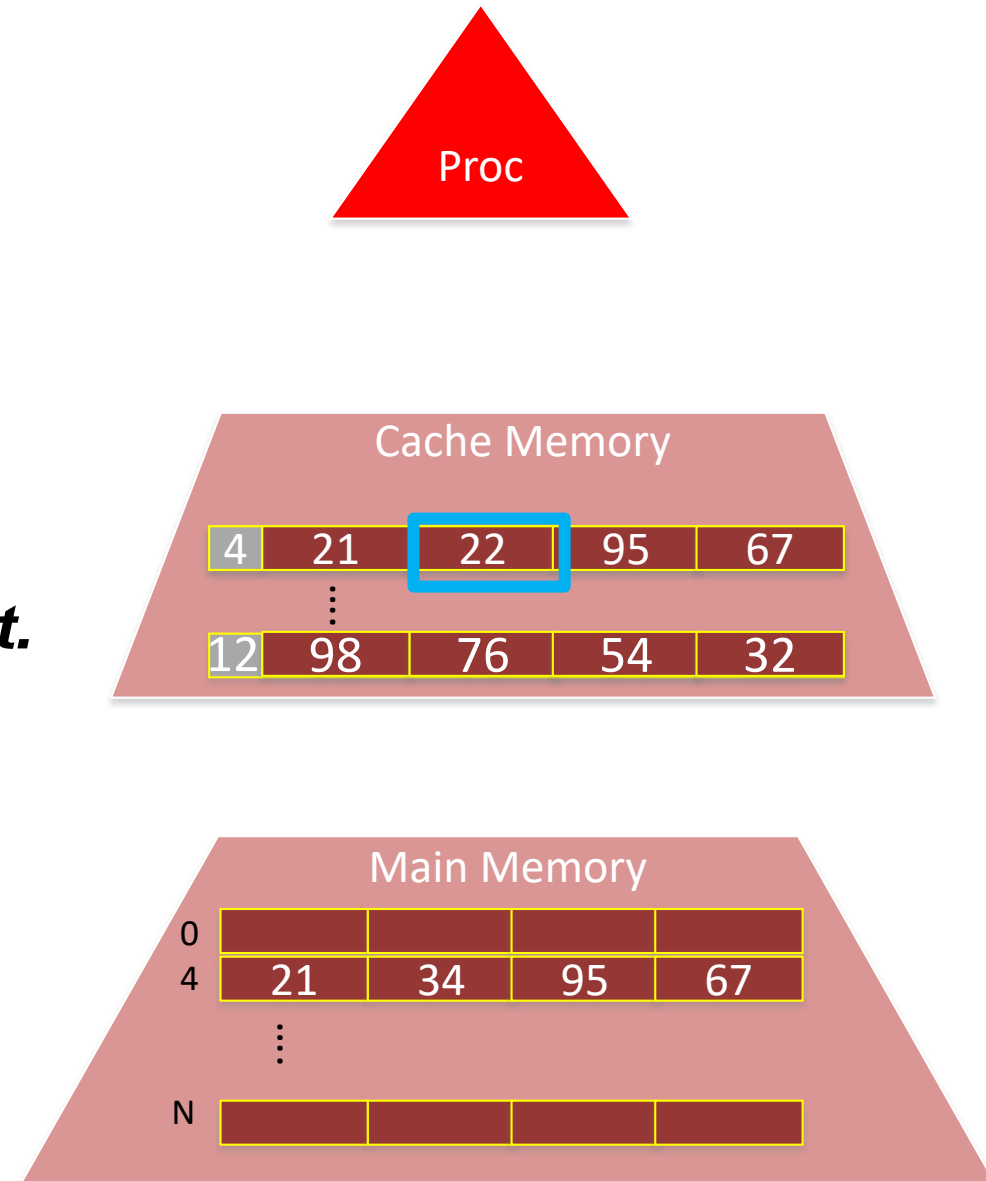 Proc
Cache Memory
4 21 22 95 67
t.
12 98 76 54 32
Main Memory
0
4 21 34 95 67
N